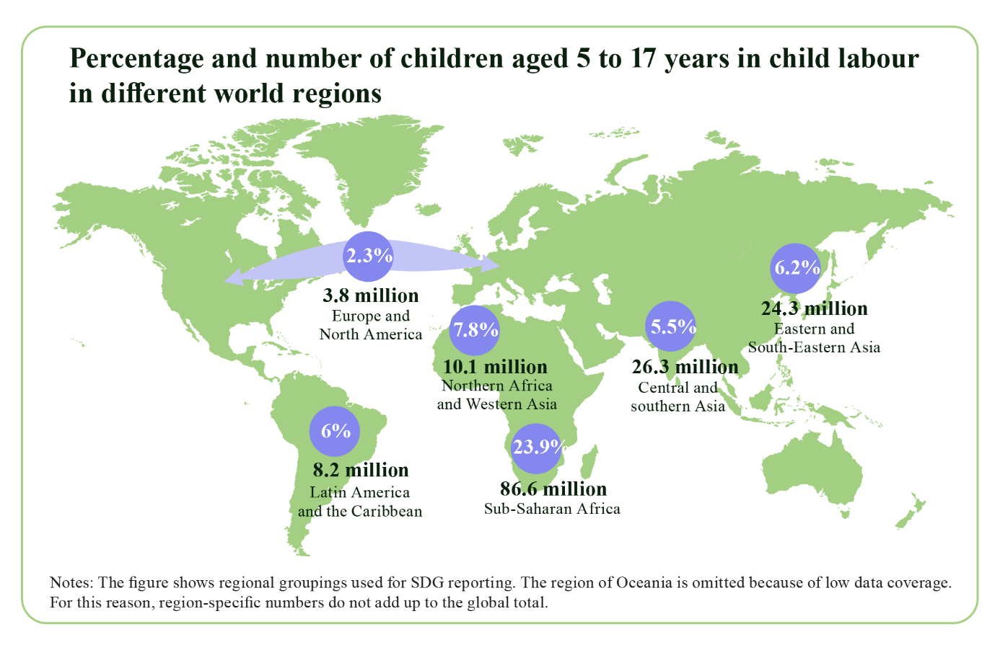 Percentage and number of children aged 5 to 17 years in child labour
in different world regions
2.3%
3.8 million
Europe and
North America
6.2%
24.3 million
Eastern and
South-Eastern Asia
7.8%
10.1 million
Northern Africa
and Western Asia
5.5%
26.3 million
Central and
southern Asia
6%
8.2 million
Latin America
and the Caribbean
23.9%
86.6 million
Sub-Saharan Africa
Notes: The figure shows regional groupings used for SDG reporting. The region of Oceania is omitted because of low data coverage.
For this reason, region-specific numbers do not add up to the global total.